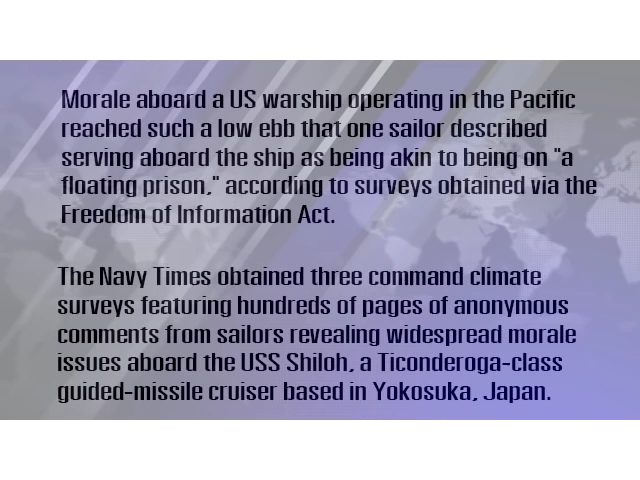 Morale aboard a US warship operating in the Pacific
reached such a low ebb that one sailor described
serving aboard the ship as being akin to being on "a
floating prison," according to surveys obtained via the
Freedom of Information Act.
The Navy Times obtained three command climate
surveys featuring hundreds of pages of anonymous
comments from sailors revealing widespread morale
issues aboard the USS Shiloh, a Ticonderoga-class
guided-missile cruiser based in Yokosuka, Japan.